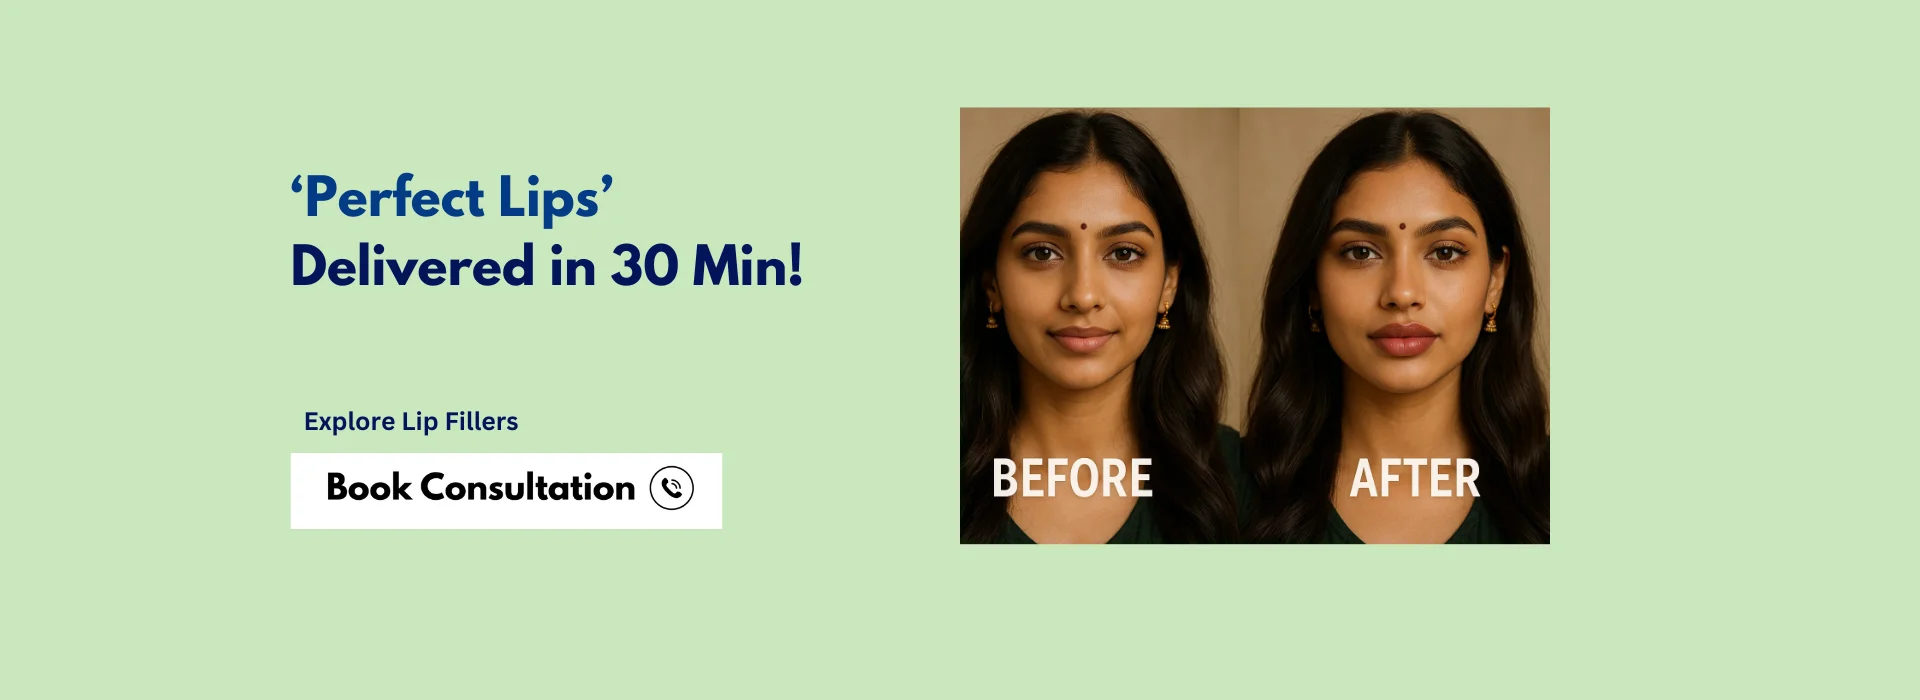 ‘Perfect Lips’
Delivered in 30 Min!
Explore Lip Fillers
Book Consultation
BEFORE
AFTER